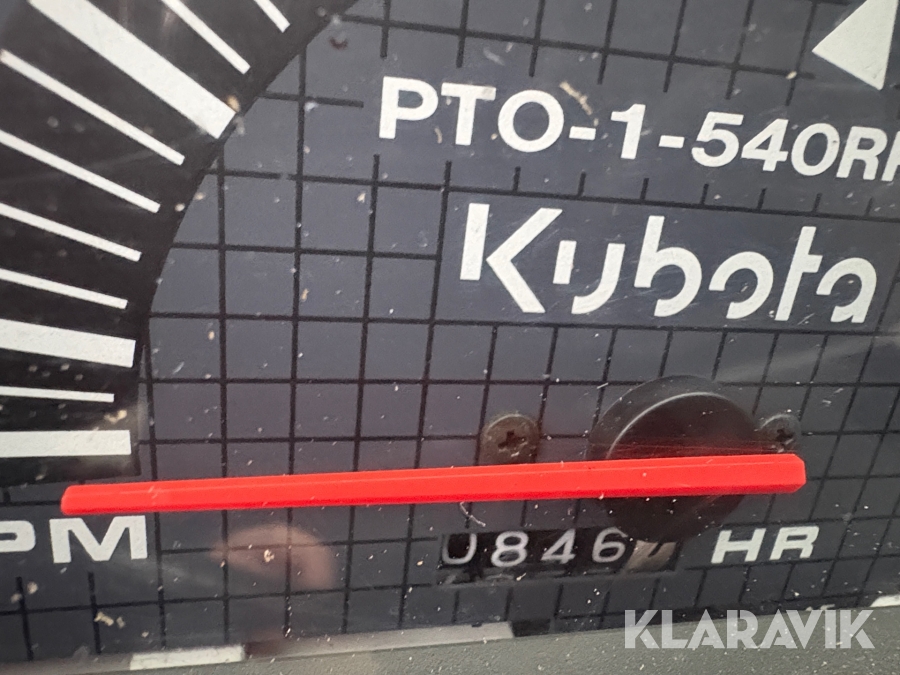 PTO-1-540R
Kubota
PM
0846
HR
KLARAVIK